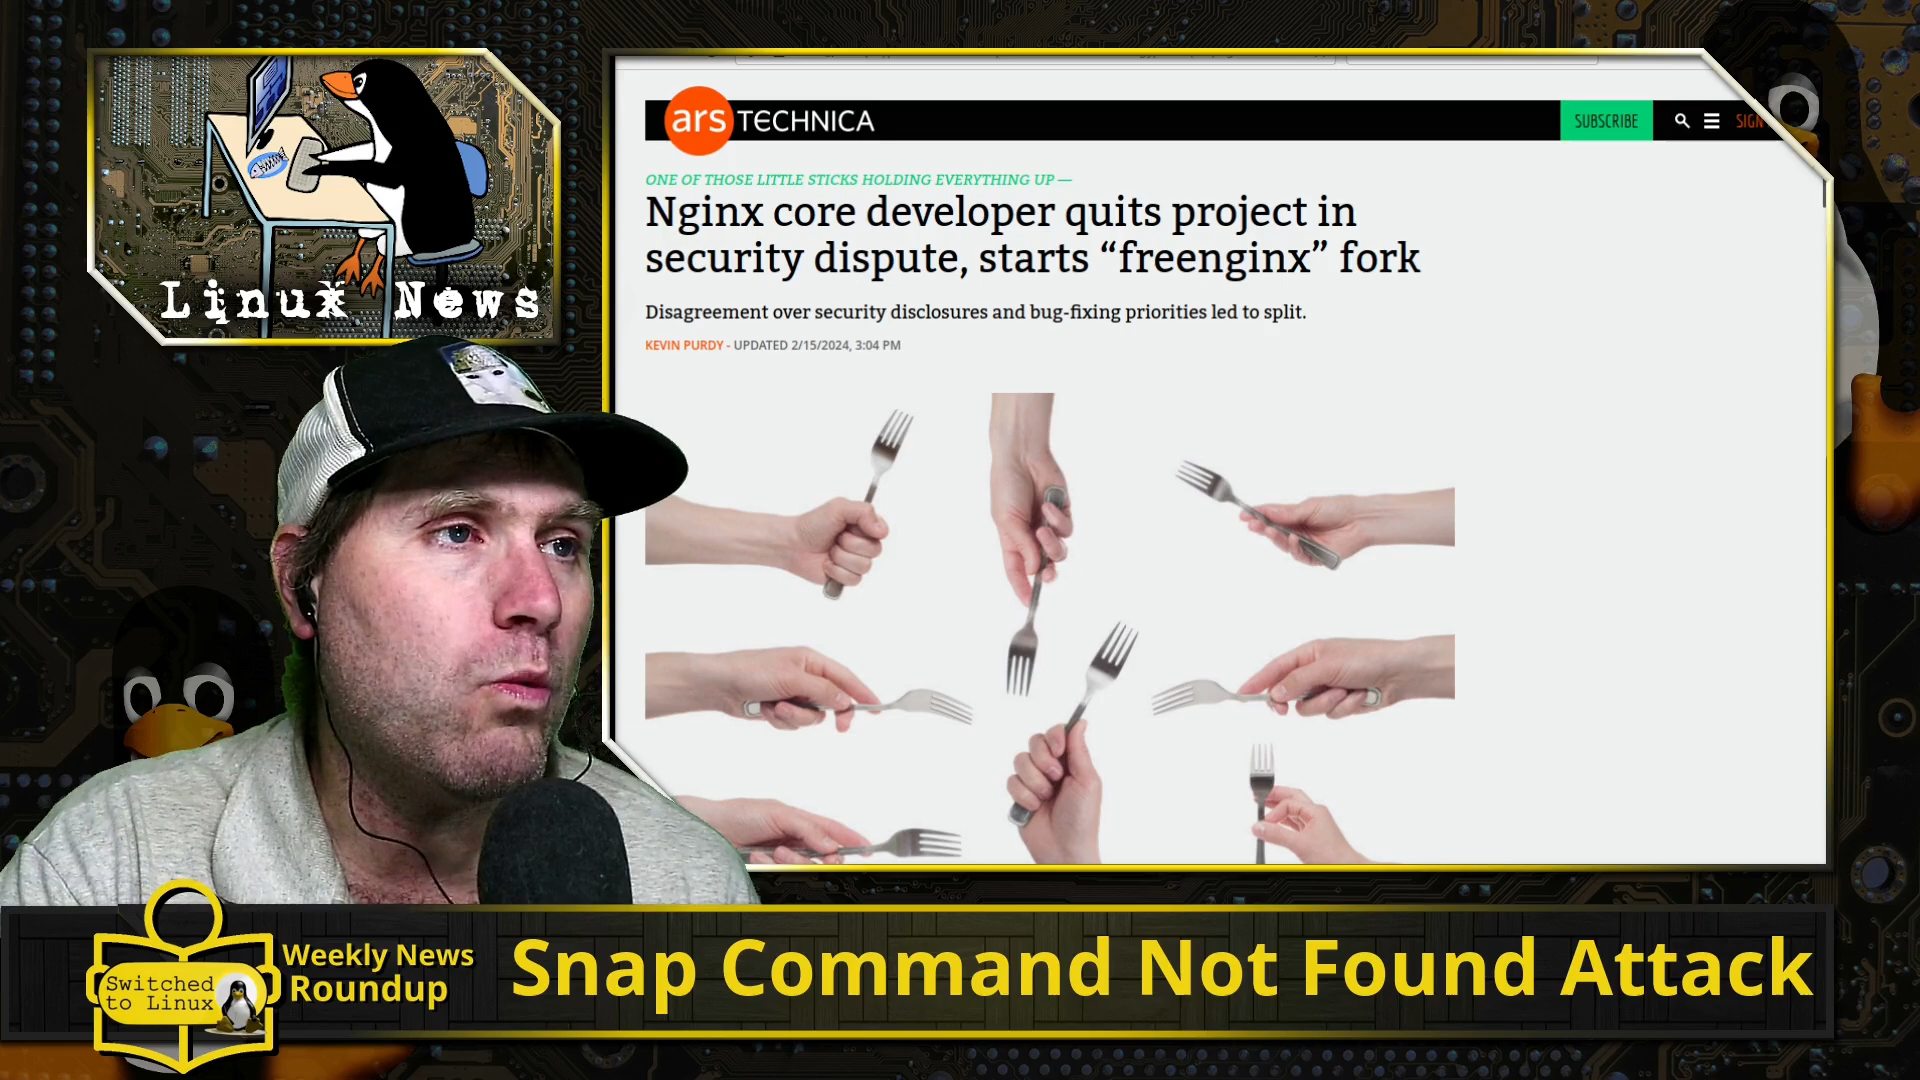 Linux News
ars TECHNICA
SUBSCRIBE
SIGN
ONE OF THOSE LITTLE STICKS HOLDING EVERYTHING UP —
Nginx core developer quits project in
security dispute, starts “freenginx” fork
Disagreement over security disclosures and bug-fixing priorities led to split.
KEVIN PURDY - UPDATED 2/15/2024, 3:04 PM
Switched
to Linux
Weekly News
Roundup
Snap Command Not Found Attack